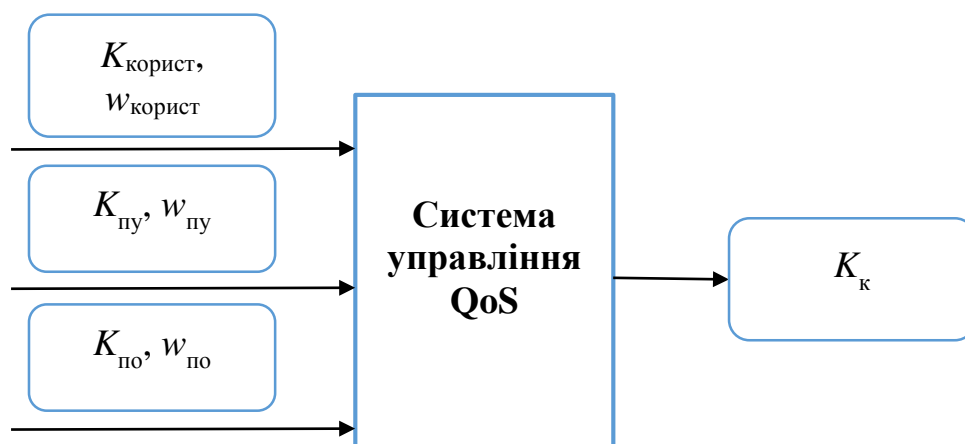 Kкорист,
wкорист
Kпу, wпу
Kпо, wпо
Система
управління
QoS
Kк